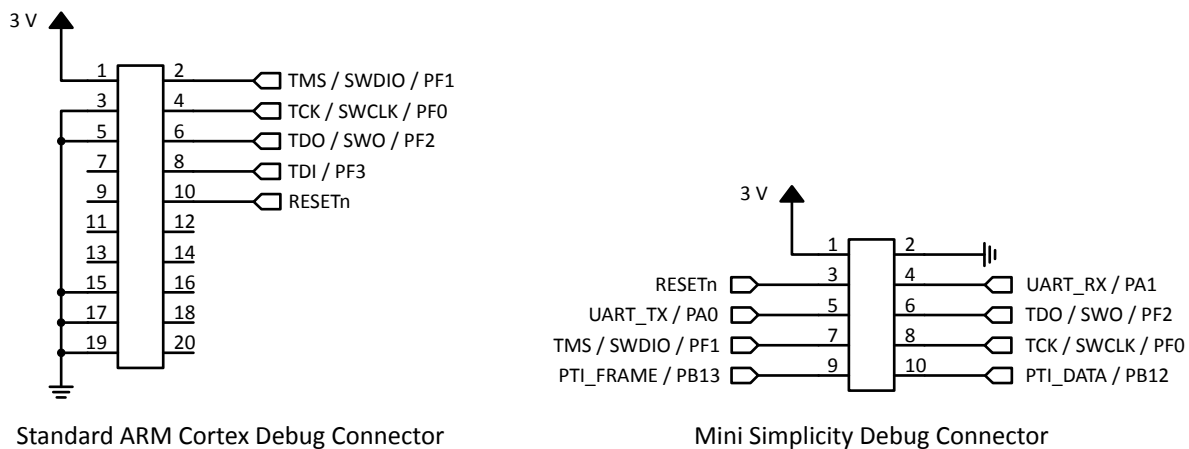 3 V
1 2 TMS / SWDIO / PF1
3 4 TCK / SWCLK / PF0
5 6 TDO / SWO / PF2
7 8 TDI / PF3
9 10 RESETn
11 12
13 14
15 16
17 18
19 20
Standard ARM Cortex Debug Connector
3 V
1 2
RESETn 3 4 UART_RX / PA1
UART_TX / PA0 5 6 TDO / SWO / PF2
TMS / SWDIO / PF1 7 8 TCK / SWCLK / PF0
PTI_FRAME / PB13 9 10 PTI_DATA / PB12
Mini Simplicity Debug Connector